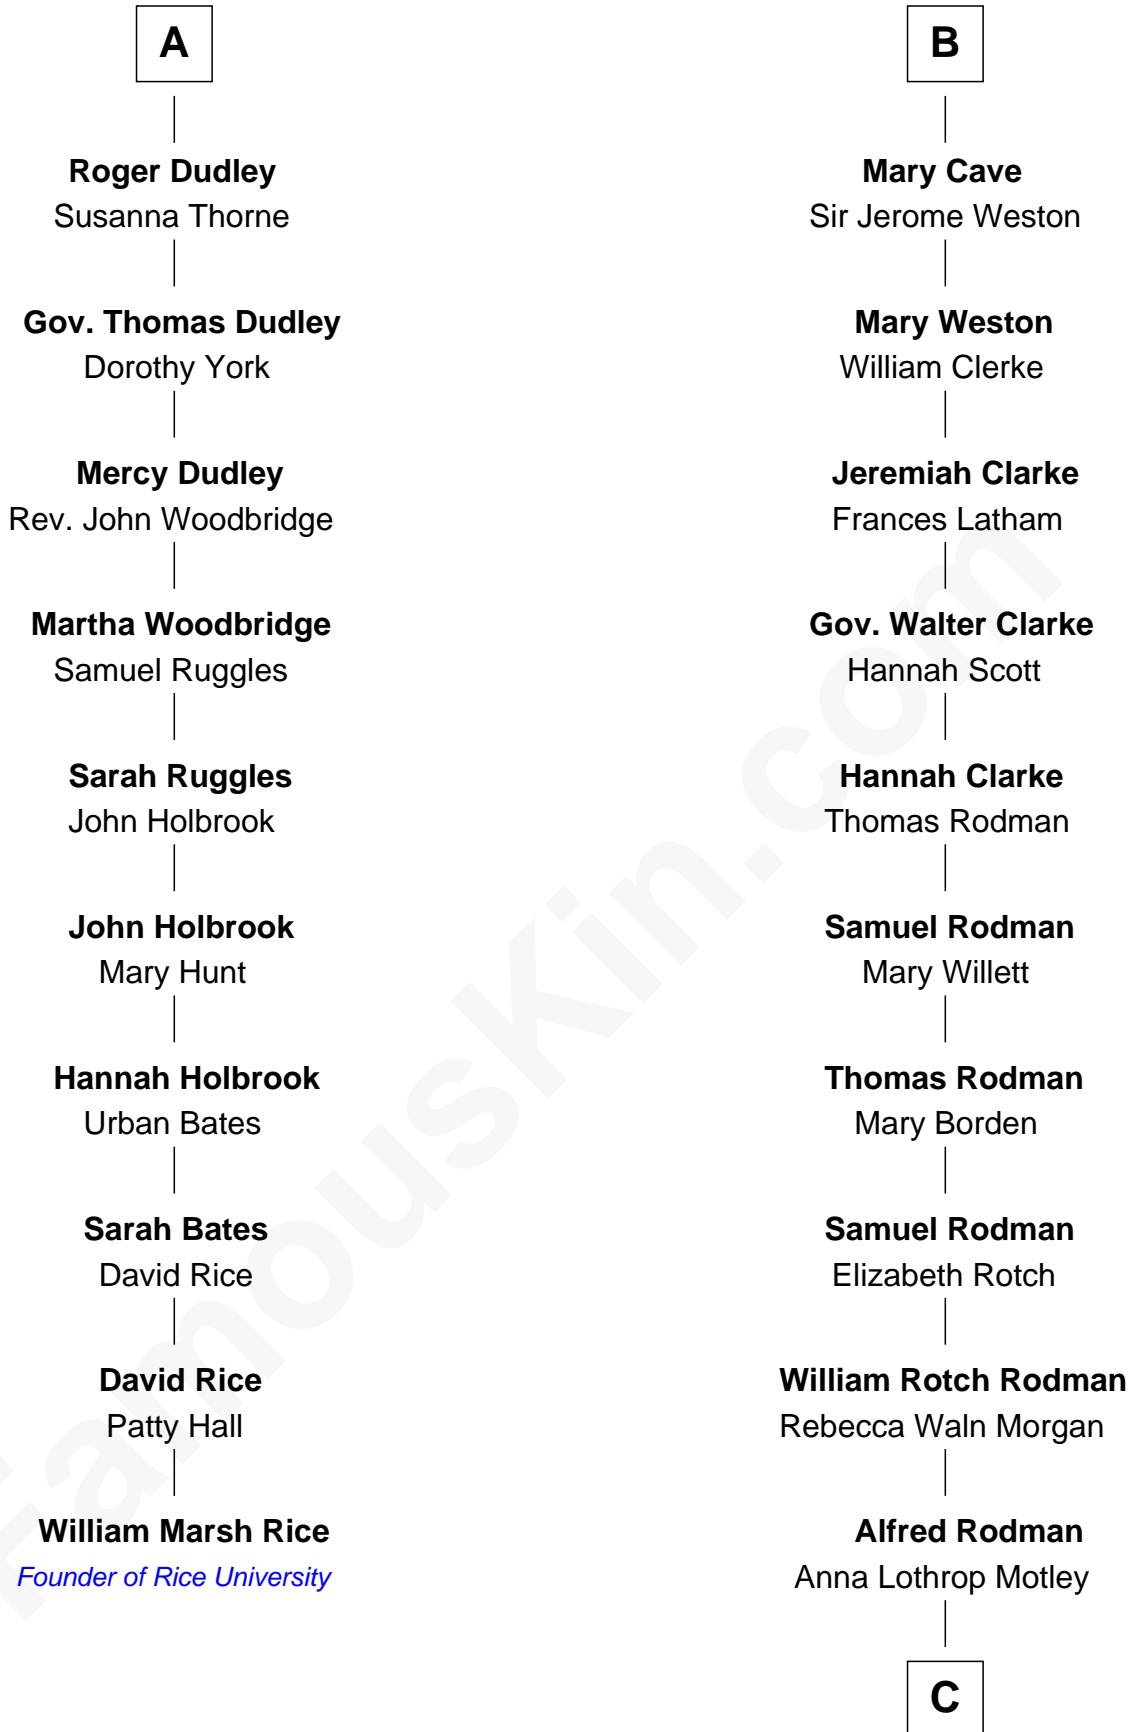 A
Roger Dudley
Susanna Thorne
Gov. Thomas Dudley
Dorothy York
Mercy Dudley
Rev. John Woodbridge
Martha Woodbridge
Samuel Ruggles
Sarah Ruggles
John Holbrook
John Holbrook
Mary Hunt
Hannah Holbrook
Urban Bates
Sarah Bates
David Rice
David Rice
Patty Hall
William Marsh Rice
Founder of Rice University
B
Mary Cave
Sir Jerome Weston
Mary Weston
William Clerke
Jeremiah Clarke
Frances Latham
Gov. Walter Clarke
Hannah Scott
Hannah Clarke
Thomas Rodman
Samuel Rodman
Mary Willett
Thomas Rodman
Mary Borden
Samuel Rodman
Elizabeth Rotch
William Rotch Rodman
Rebecca Waln Morgan
Alfred Rodman
Anna Lothrop Motley
C
FamousKin.com